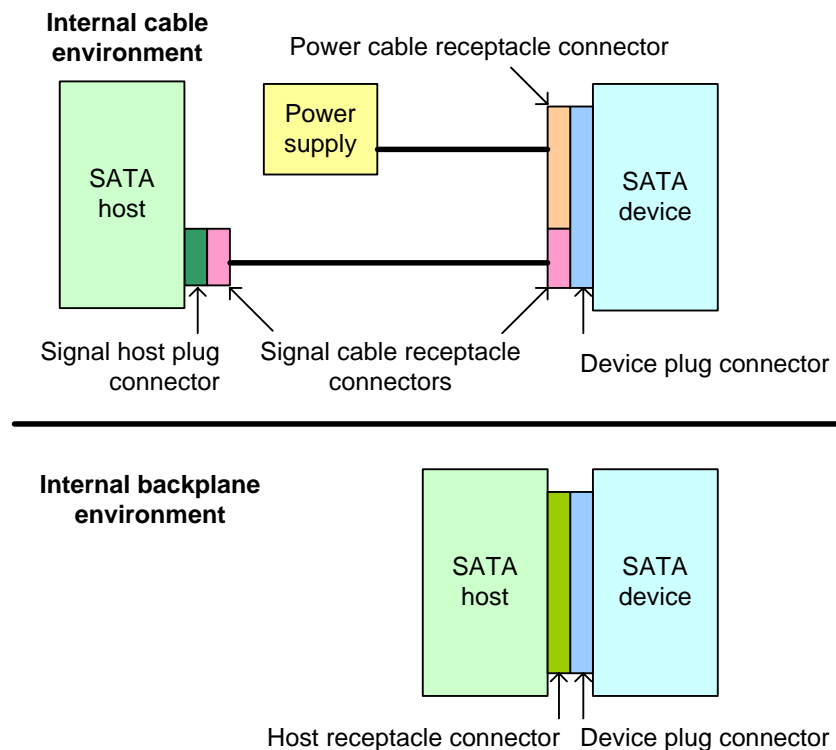 Internal cable
environment
Power cable receptacle connector
Power
supply
SATA
host
SATA
device
Signal host plug
connector
Signal cable receptacle
connectors
Device plug connector
Internal backplane
environment
SATA
host
SATA
device
Host receptacle connector
Device plug connector